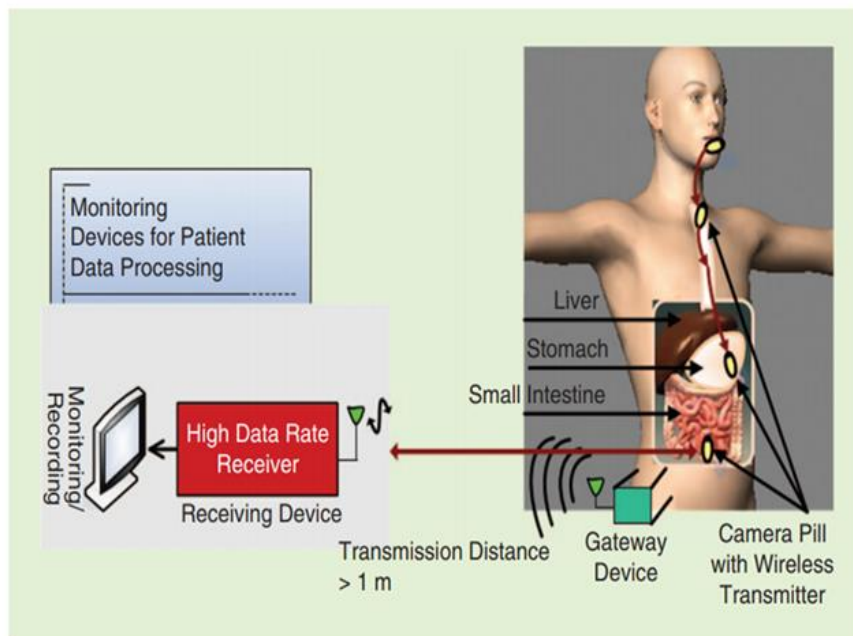 Monitoring
Devices for Patient
Data Processing
Liver
Stomach
Small Intestine
Monitoring/
Recording
High Data Rate
Receiver
Receiving Device
Transmission Distance
> 1 m
Gateway
Device
Camera Pill
with Wireless
Transmitter